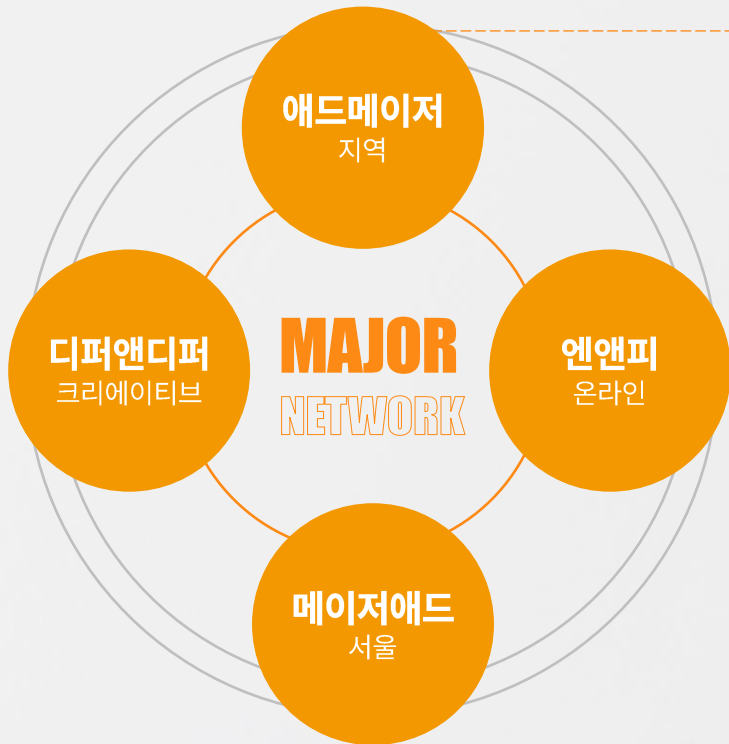 애드메이저
지역
디퍼앤디퍼
크리에이티브
MAJOR
NETWORK
엔앤피
온라인
메이저애드
서울